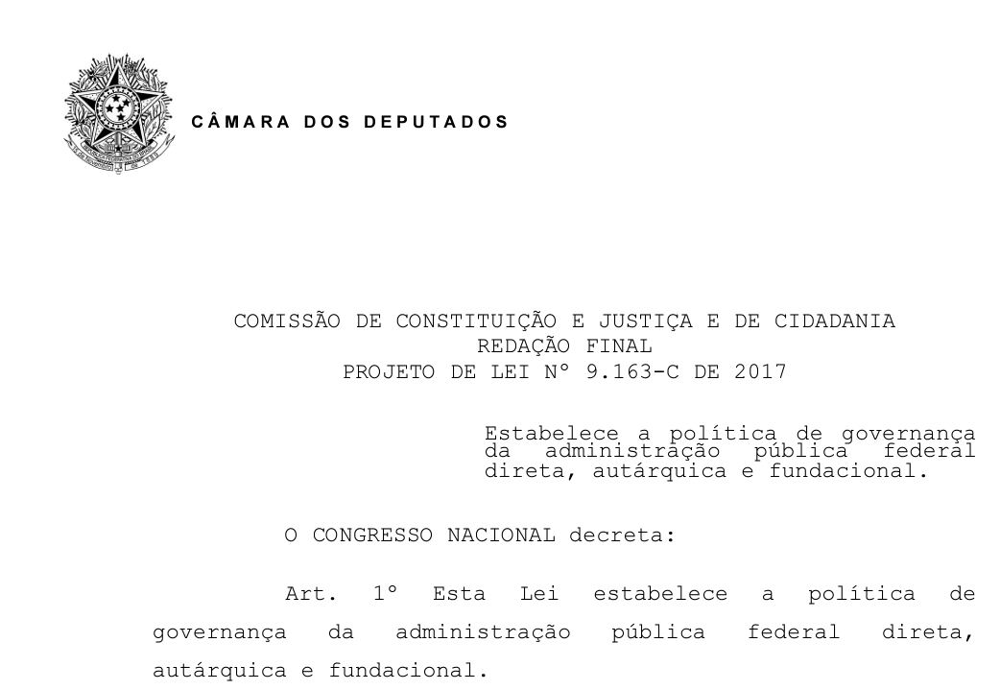 CÂMARA DOS DEPUTADOS
COMISSÃO DE CONSTITUIÇÃO E JUSTIÇA E DE CIDADANIA
REDAÇÃO FINAL
PROJETO DE LEI Nº 9.163-C DE 2017
Estabelece a política de governança
da administração pública federal
direta, autárquica e fundacional.
O CONGRESSO NACIONAL decreta:
Art. 1º Esta Lei estabelece a política de
governança da administração pública federal direta,
autárquica e fundacional.